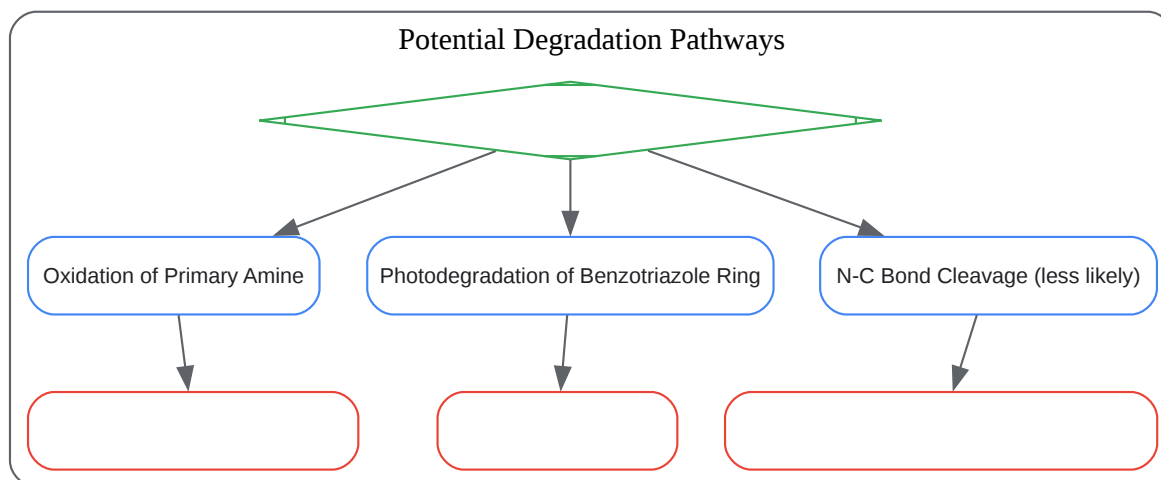 Potential Degradation Pathways
Oxidation of Primary Amine
Photodegradation of Benzotriazole Ring
N-C Bond Cleavage (less likely)